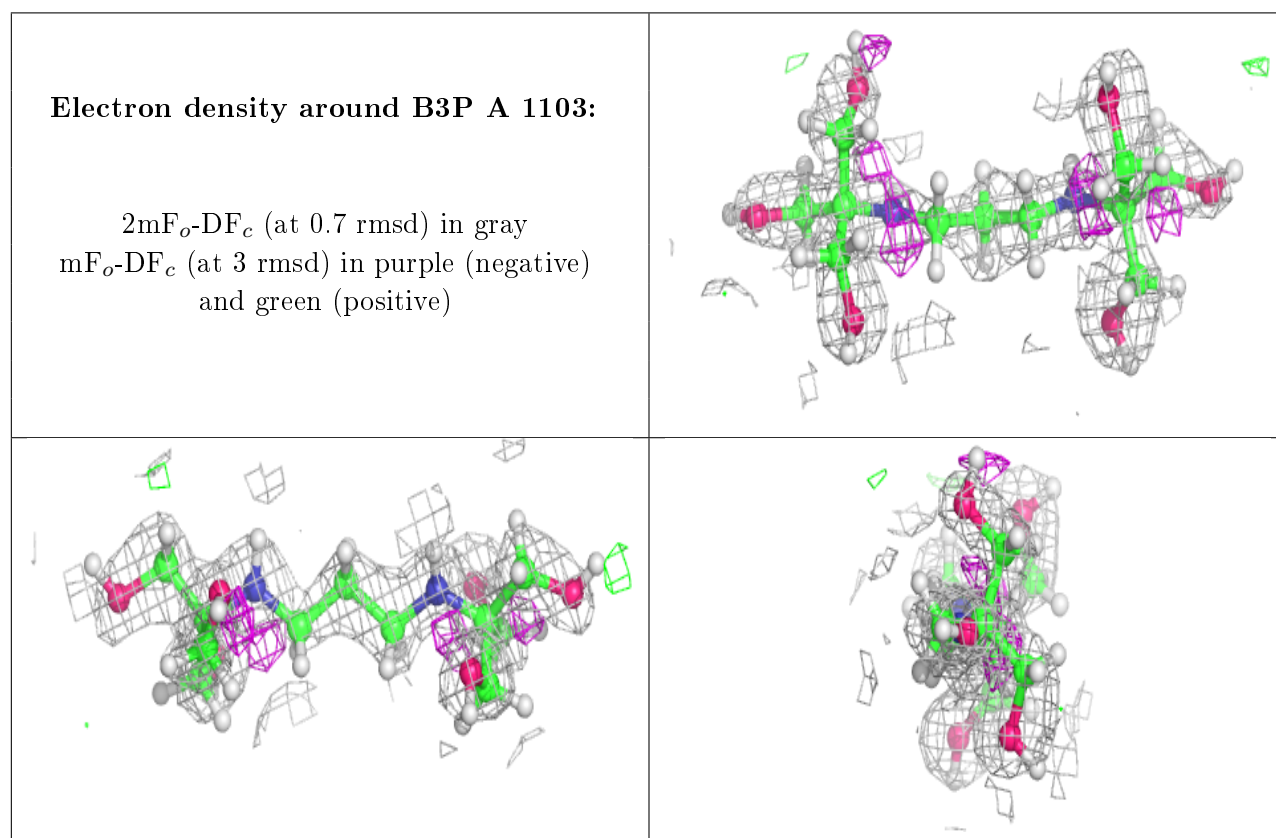 Electron density around B3P A 1103:
2mFo-DFc (at 0.7 rmsd) in gray
mFo-DFc (at 3 rmsd) in purple (negative)
and green (positive)